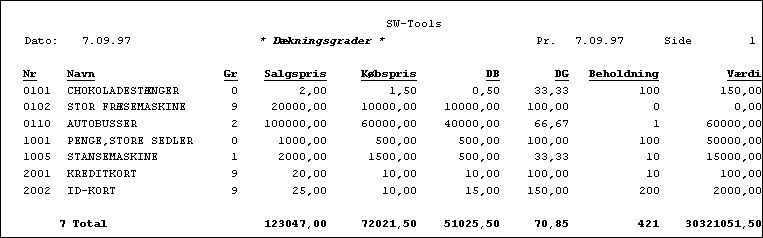 SW-Tools
Dato: 7.09.97 * Dækningsgrader * Pr. 7.09.97 Side 1
Nr Navn Gr Salgspris Købspris DB DG Beholdning Værdi
0101 CHOKOLADESTÆNGER 0 2,00 1,50 0,50 33,33 100 150,00
0102 STOR FRÆSEMASKINE 9 20000,00 10000,00 10000,00 100,00 0 0,00
0110 AUTOBUSSER 2 100000,00 60000,00 40000,00 66,67 1 60000,00
1001 PENGE,STORE SEDLER 0 1000,00 500,00 500,00 100,00 100 50000,00
1005 STANSEMASKINE 1 2000,00 1500,00 500,00 33,33 10 15000,00
2001 KREDITKORT 9 20,00 10,00 10,00 100,00 10 100,00
2002 ID-KORT 9 25,00 10,00 15,00 150,00 200 2000,00
7 Total 123047,00 72021,50 51025,50 70,85 421 30321051,50